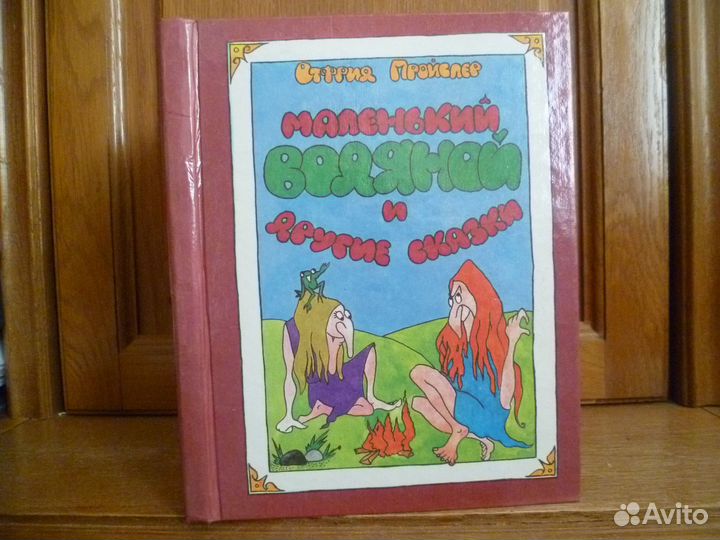 Отфрид Пройслер
маленький
водяной
и
другие сказки
Avito